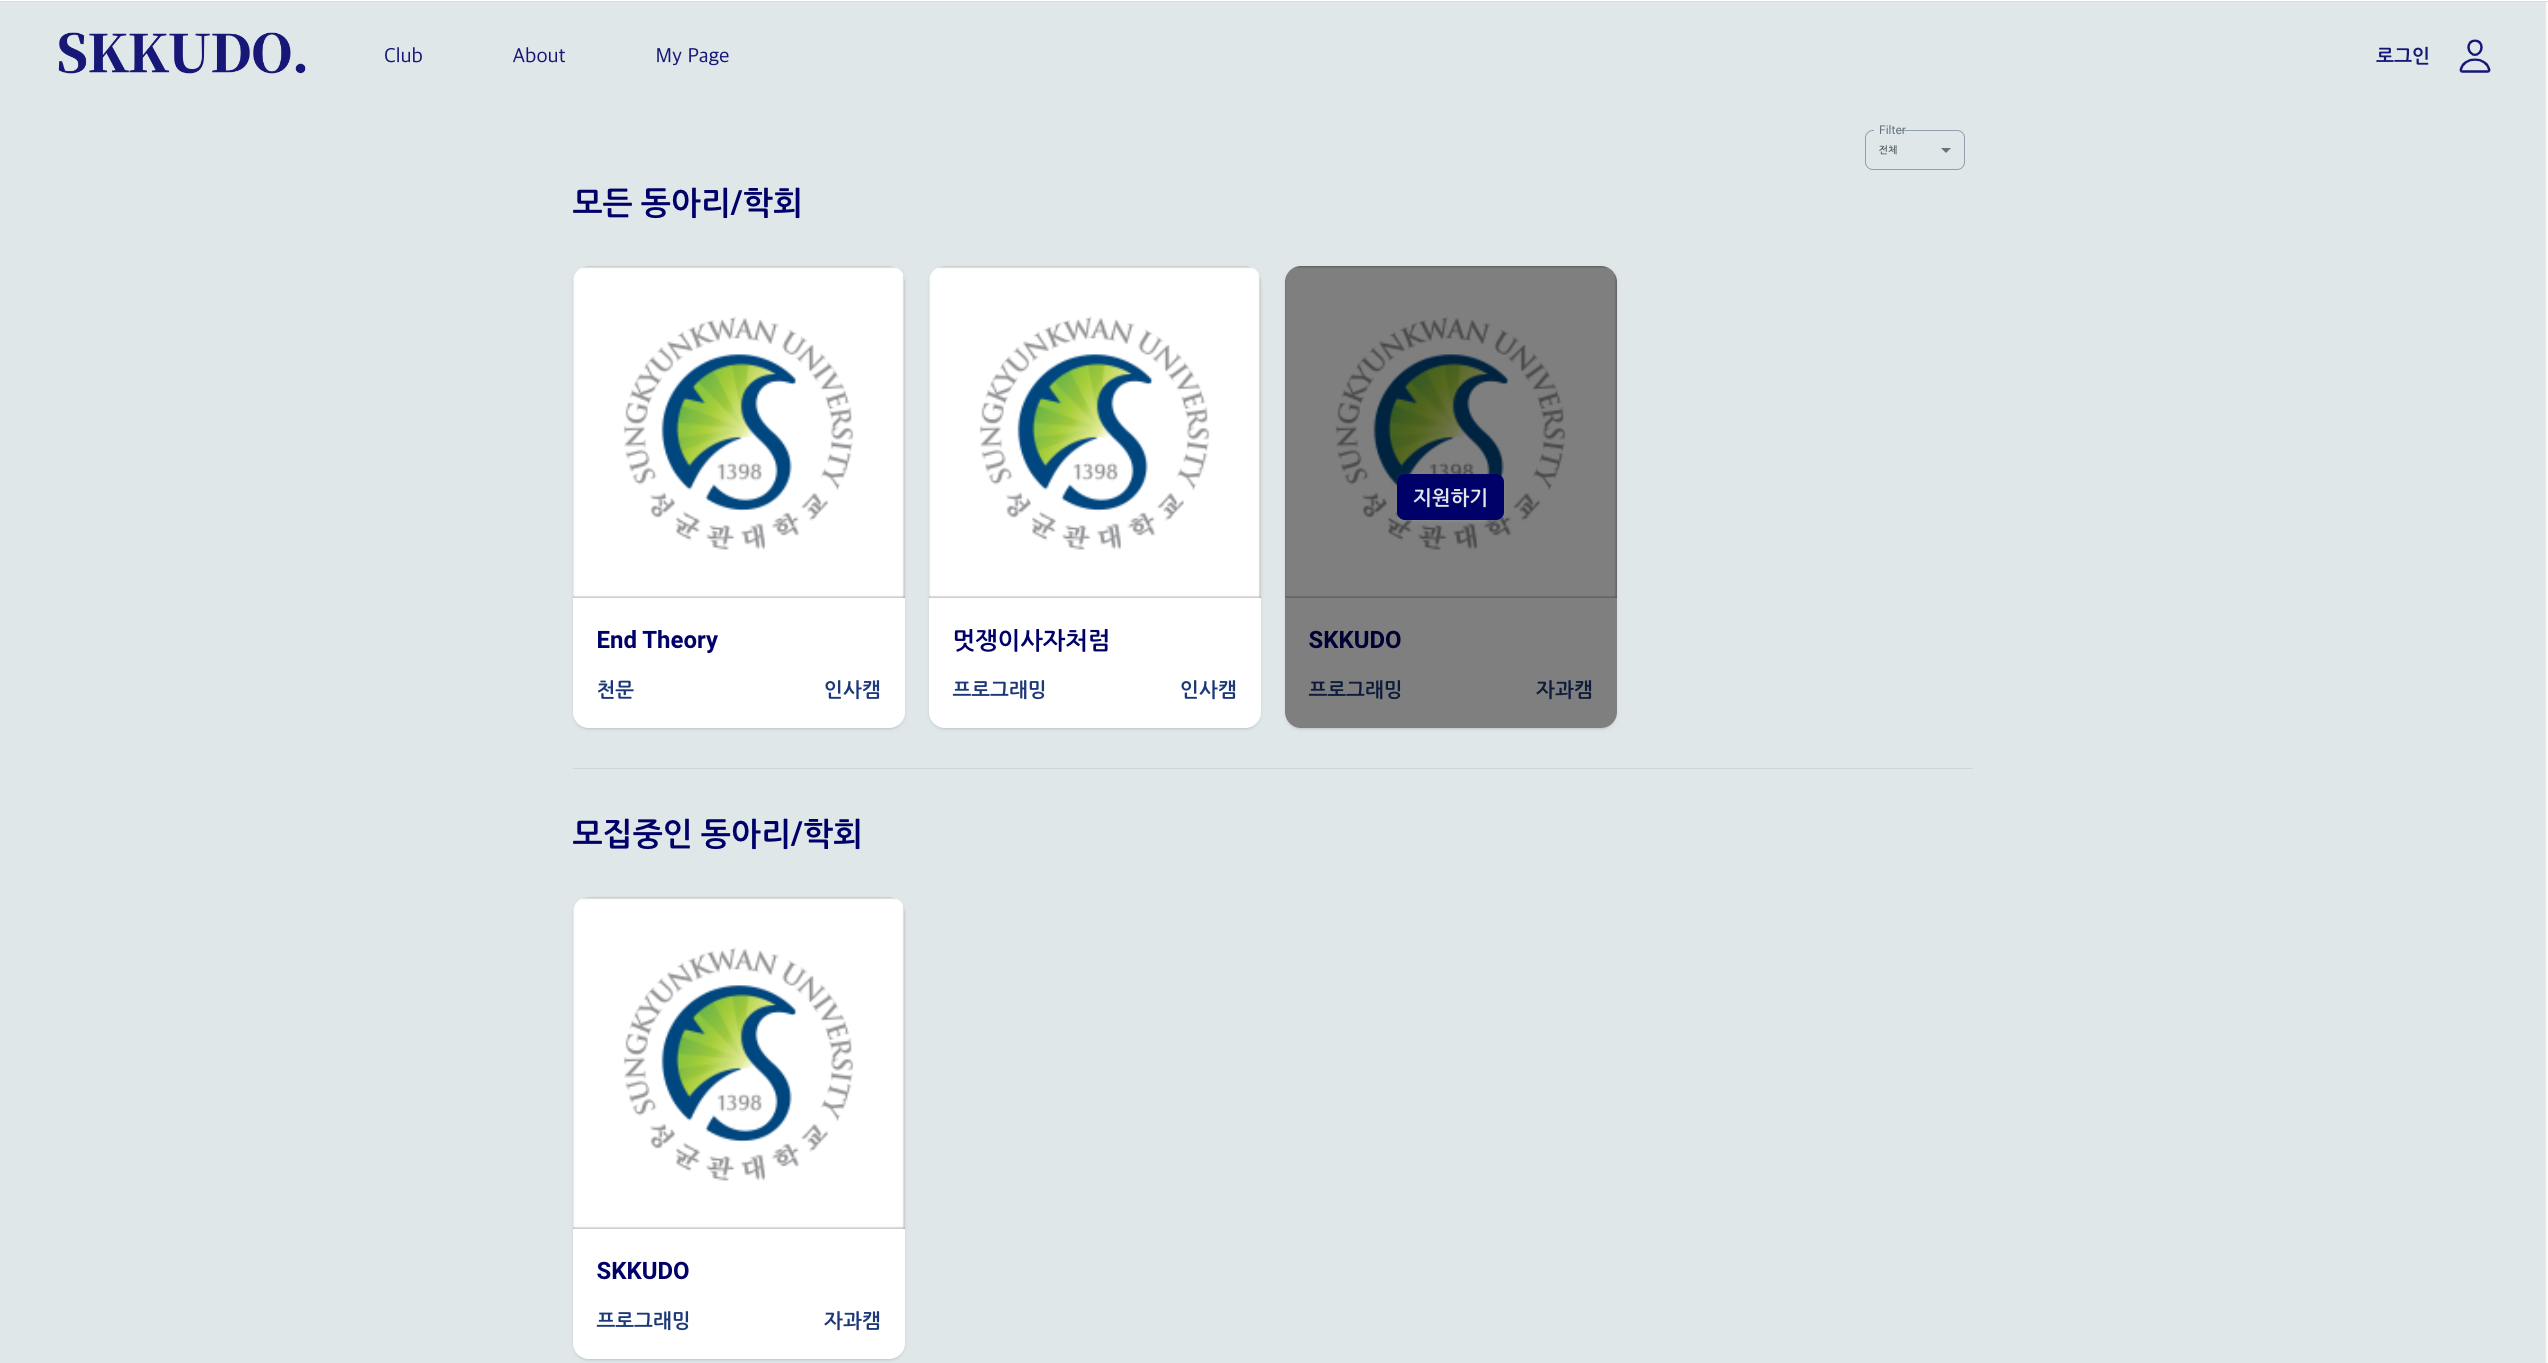 SKKUDO.
Club
About
My Page
로그인
Filter
전체
모든 동아리/학회
SUNGKYUNKWAN UNIVERSITY
1398
성균관대학교
End Theory
천문
인사캠
SUNGKYUNKWAN UNIVERSITY
1398
성균관대학교
멋쟁이사자처럼
프로그래밍
인사캠
SUNGKYUNKWAN UNIVERSITY
1398
지원하기
성균관대학교
SKKUDO
프로그래밍
자과캠
모집중인 동아리/학회
SUNGKYUNKWAN UNIVERSITY
1398
성균관대학교
SKKUDO
프로그래밍
자과캠